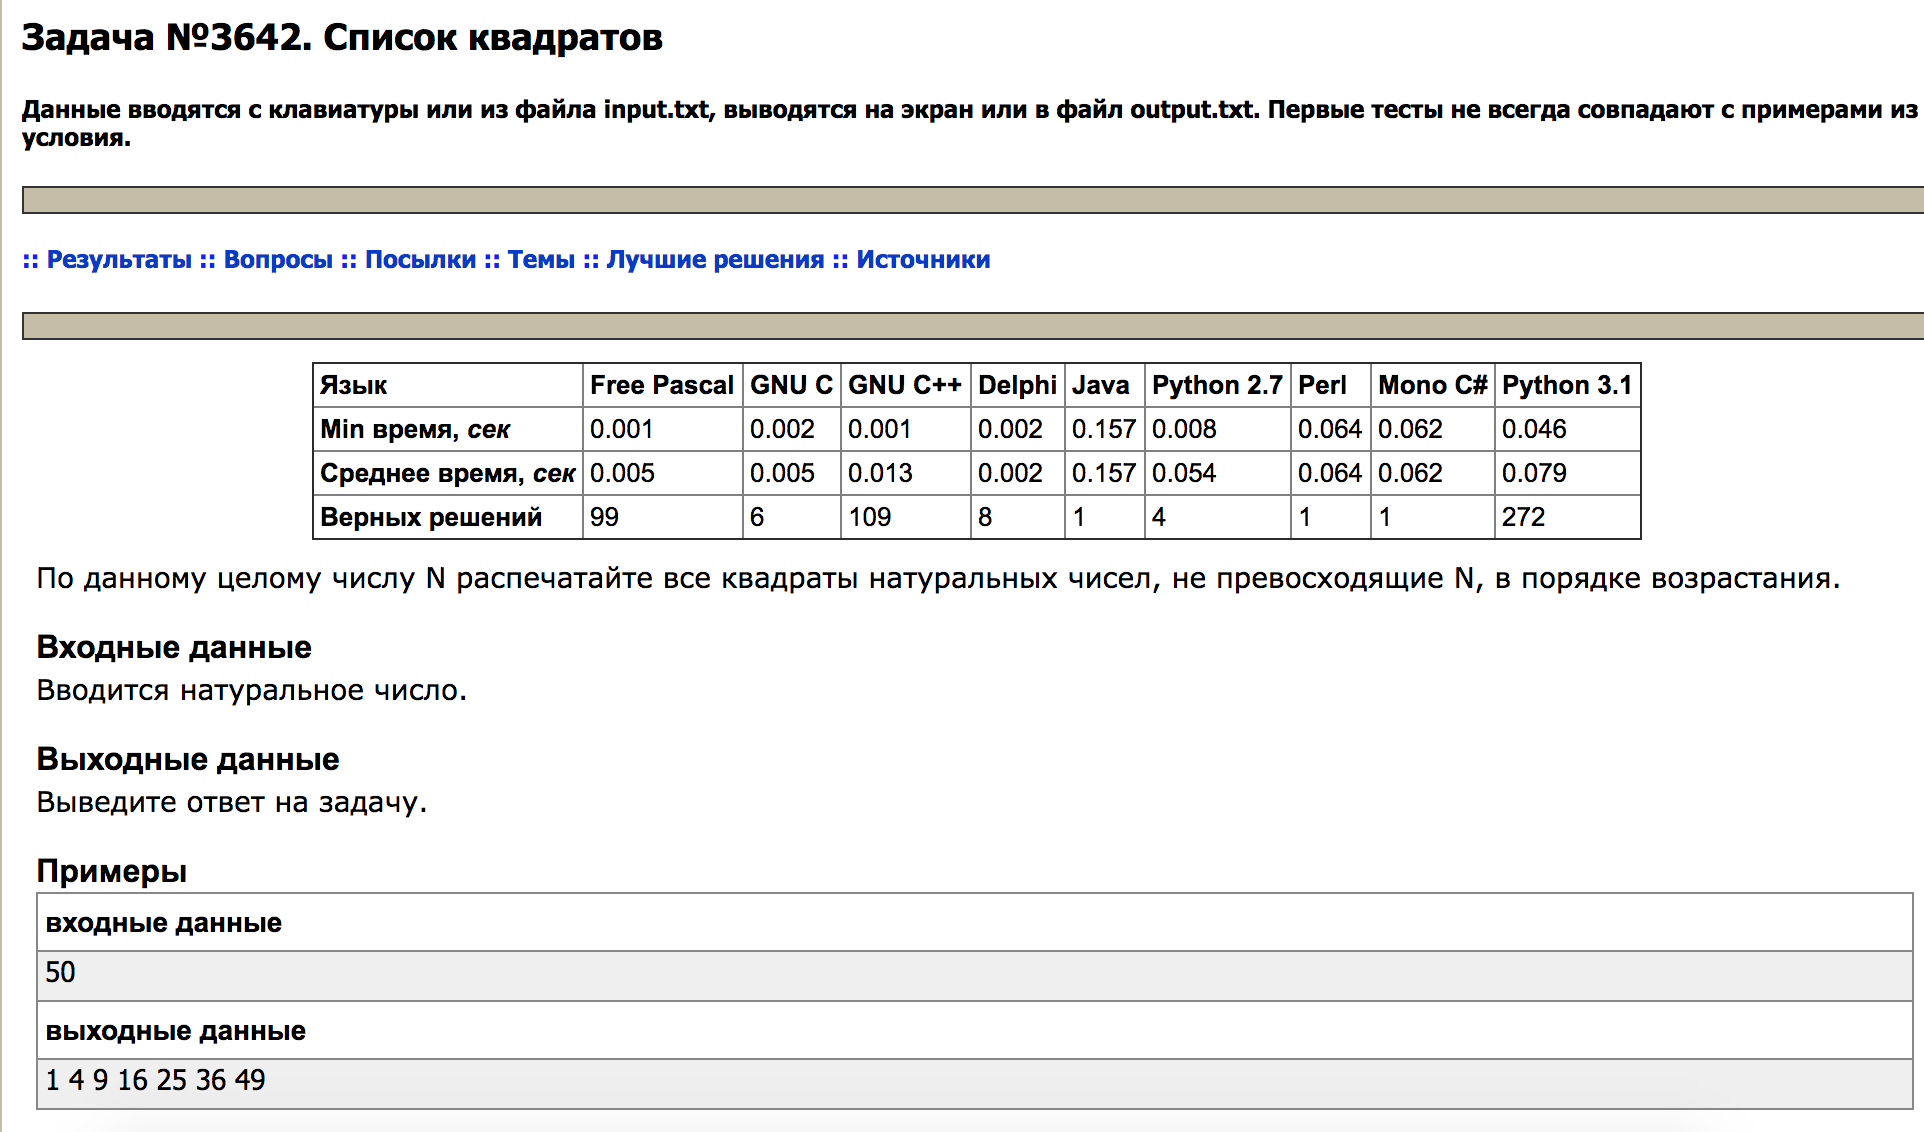 Задача №3642. Список квадратов
Данные вводятся с клавиатуры или из файла input.txt, выводятся на экран или в файл output.txt. Первые тесты не всегда совпадают с примерами из
условия.
:: Результаты :: Вопросы :: Посылки :: Темы :: Лучшие решения :: Источники
Язык Free Pascal GNU C GNU C++ Delphi Java Python 2.7 Perl Mono C# Python 3.1
Min время, сек 0.001 0.002 0.001 0.002 0.157 0.008 0.064 0.062 0.046
Среднее время, сек 0.005 0.005 0.013 0.002 0.157 0.054 0.064 0.062 0.079
Верных решений 99 6 109 8 1 4 1 1 272
По данному целому числу N распечатайте все квадраты натуральных чисел, не превосходящие N, в порядке возрастания.
Входные данные
Вводится натуральное число.
Выходные данные
Выведите ответ на задачу.
Примеры
входные данные
50
выходные данные
1 4 9 16 25 36 49